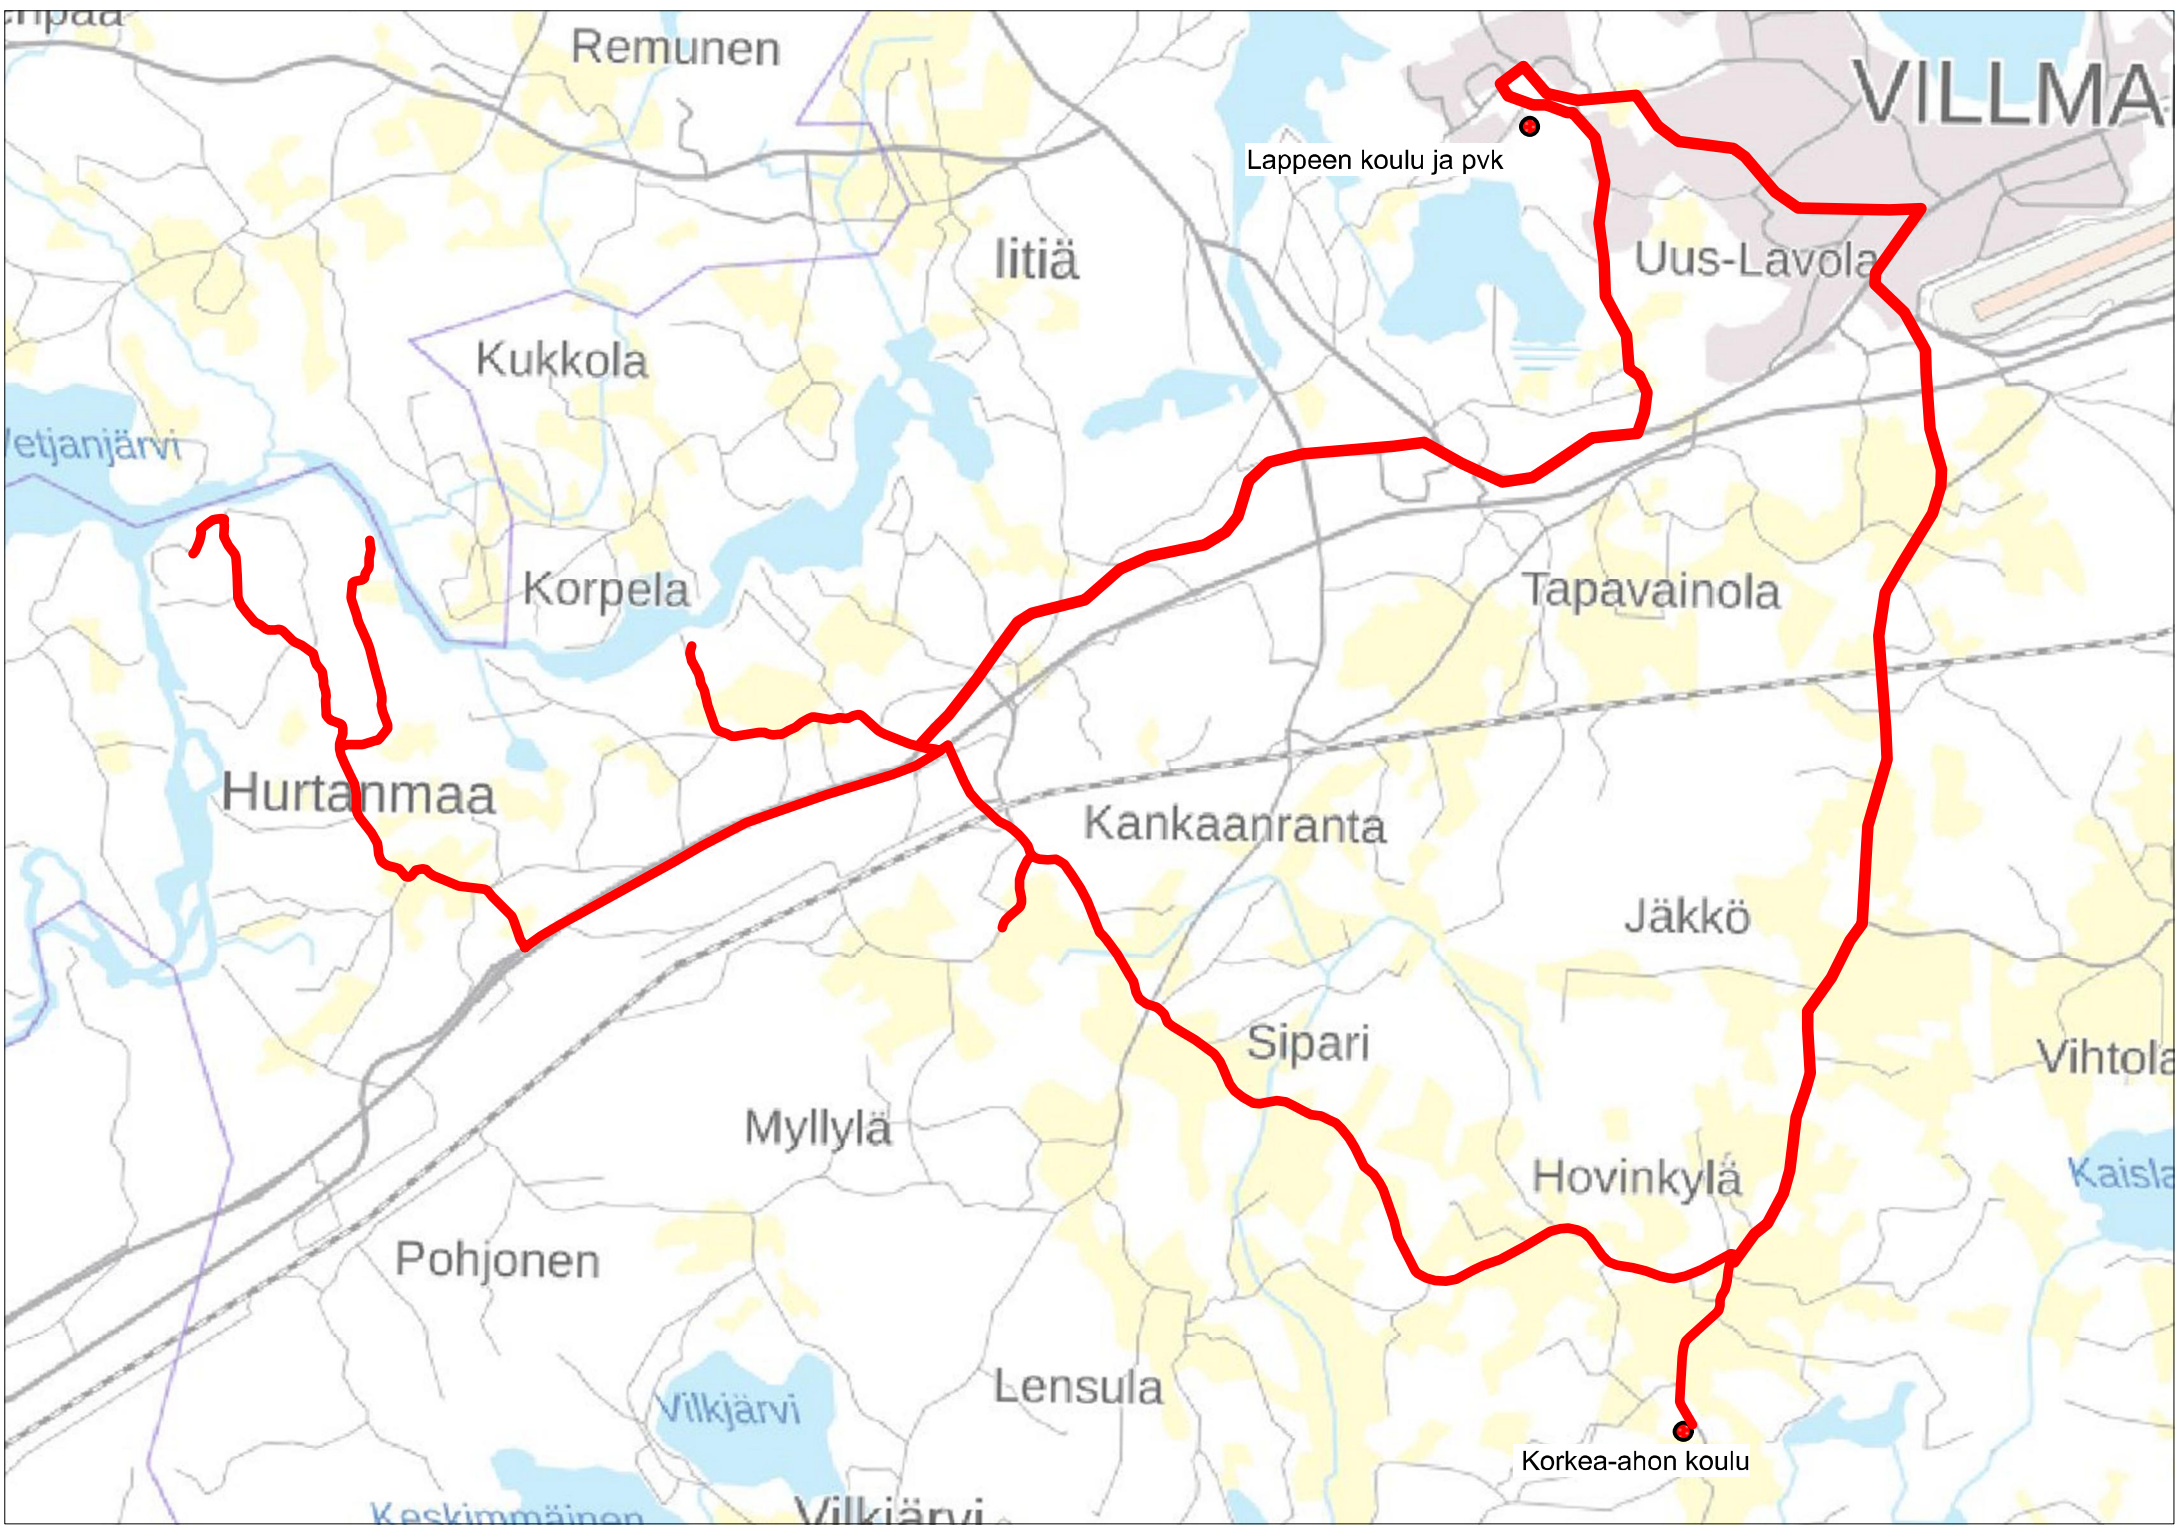 Remunen
VILLMA
Lappeen koulu ja pvk
Iitiä
Uus-Lavola
Kukkola
Vetjanjärvi
Korpela
Tapavainola
Hurtanmaa
Kankaanranta
Jäkkö
Sipari
Vihtola
Myllylä
Hovinkylä
Kaisla
Pohjonen
Lensula
Vilkjärvi
Korkea-ahon koulu
Keskimmäinen
Vilkjärvi